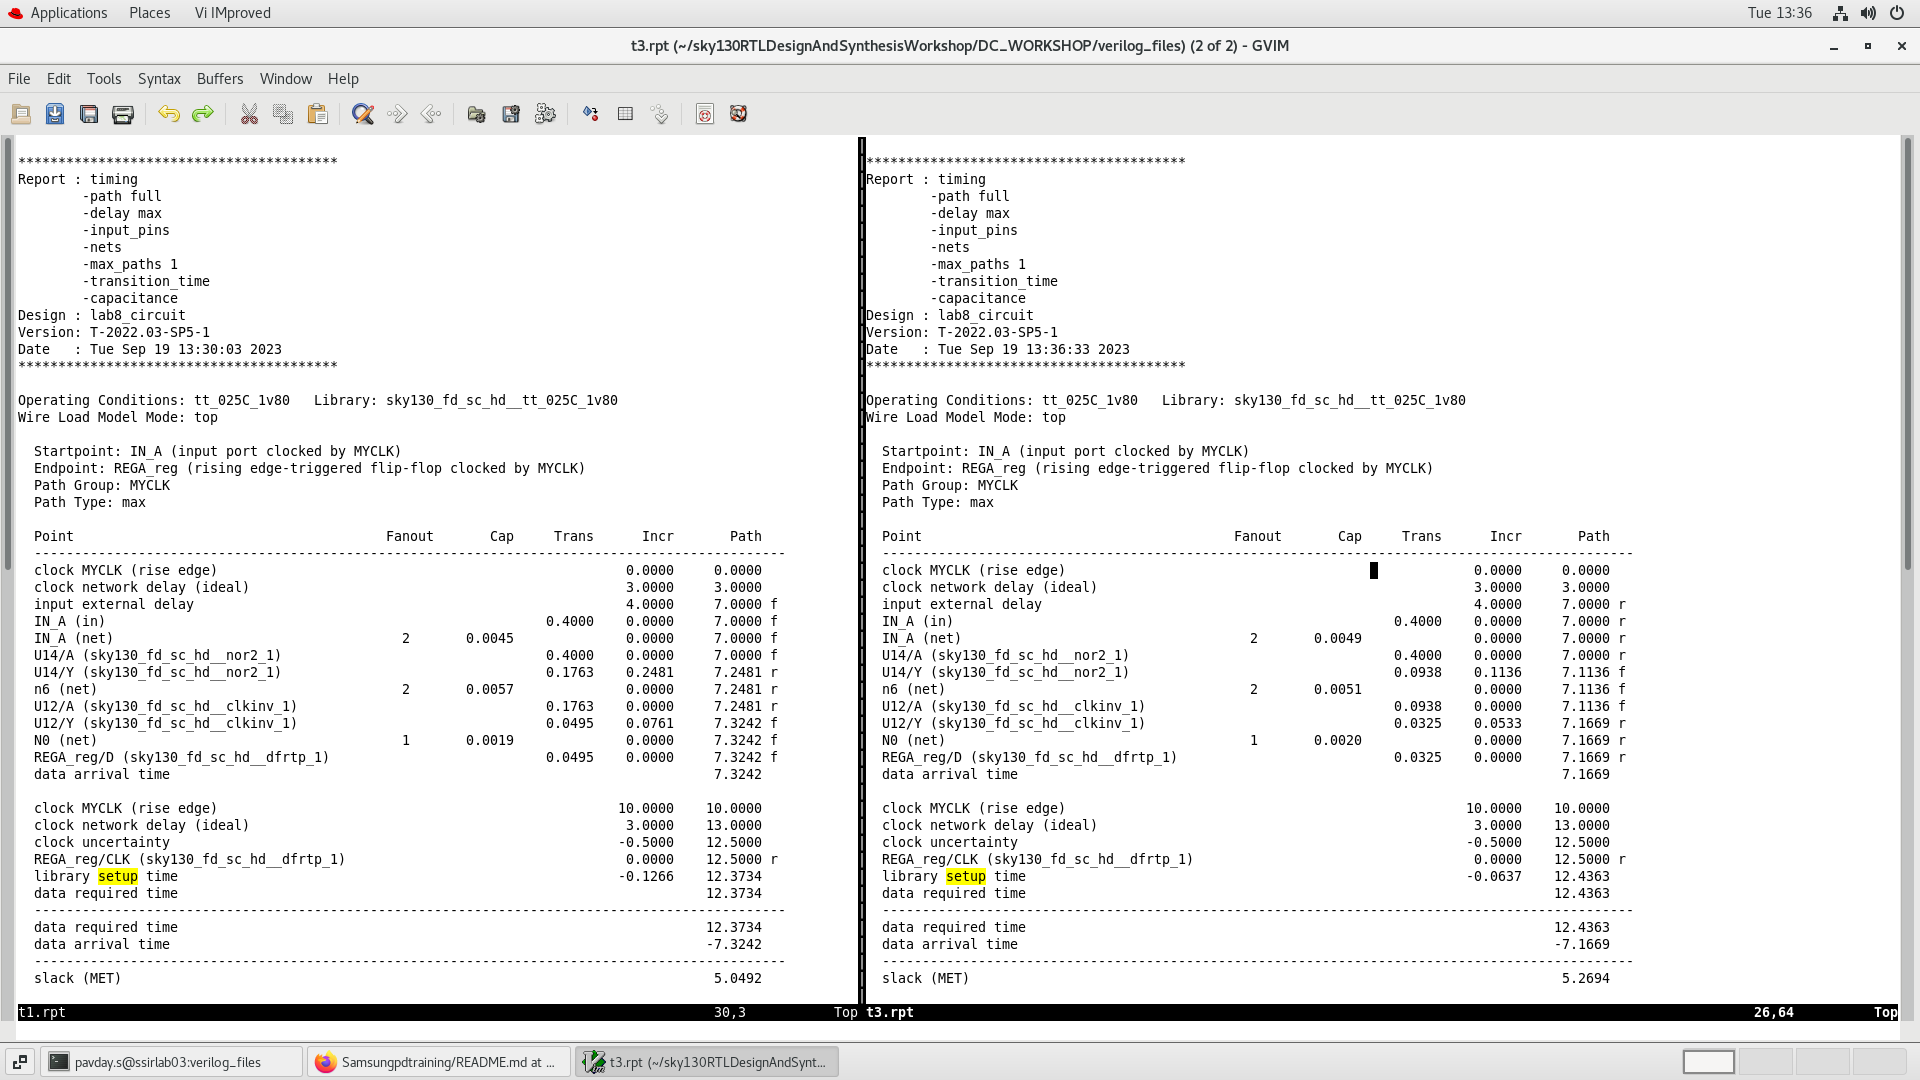 Applications Places Vi IMproved Tue 13:36
t3.rpt (~/sky130RTLDesignAndSynthesisWorkshop/DC_WORKSHOP/verilog_files) (2 of 2) - GVIM
File Edit Tools Syntax Buffers Window Help
****************************************
Report : timing
        -path full
        -delay max
        -input_pins
        -nets
        -max_paths 1
        -transition_time
        -capacitance
Design : lab8_circuit
Version: T-2022.03-SP5-1
Date   : Tue Sep 19 13:30:03 2023
****************************************
Operating Conditions: tt_025C_1v80   Library: sky130_fd_sc_hd__tt_025C_1v80
Wire Load Model Mode: top
  Startpoint: IN_A (input port clocked by MYCLK)
  Endpoint: REGA_reg (rising edge-triggered flip-flop clocked by MYCLK)
  Path Group: MYCLK
  Path Type: max
  Point Fanout Cap Trans Incr Path
  ----------------------------------------------------------------------------------------------
  clock MYCLK (rise edge) 0.0000 0.0000
  clock network delay (ideal) 3.0000 3.0000
  input external delay 4.0000 7.0000 f
  IN_A (in) 0.4000 0.0000 7.0000 f
  IN_A (net) 2 0.0045 0.0000 7.0000 f
  U14/A (sky130_fd_sc_hd__nor2_1) 0.4000 0.0000 7.0000 f
  U14/Y (sky130_fd_sc_hd__nor2_1) 0.1763 0.2481 7.2481 r
  n6 (net) 2 0.0057 0.0000 7.2481 r
  U12/A (sky130_fd_sc_hd__clkinv_1) 0.1763 0.0000 7.2481 r
  U12/Y (sky130_fd_sc_hd__clkinv_1) 0.0495 0.0761 7.3242 f
  N0 (net) 1 0.0019 0.0000 7.3242 f
  REGA_reg/D (sky130_fd_sc_hd__dfrtp_1) 0.0495 0.0000 7.3242 f
  data arrival time 7.3242
  clock MYCLK (rise edge) 10.0000 10.0000
  clock network delay (ideal) 3.0000 13.0000
  clock uncertainty -0.5000 12.5000
  REGA_reg/CLK (sky130_fd_sc_hd__dfrtp_1) 0.0000 12.5000 r
  library setup time -0.1266 12.3734
  data required time 12.3734
  ----------------------------------------------------------------------------------------------
  data required time 12.3734
  data arrival time -7.3242
  ----------------------------------------------------------------------------------------------
  slack (MET) 5.0492
t1.rpt 30,3 Top
****************************************
Report : timing
        -path full
        -delay max
        -input_pins
        -nets
        -max_paths 1
        -transition_time
        -capacitance
Design : lab8_circuit
Version: T-2022.03-SP5-1
Date   : Tue Sep 19 13:36:33 2023
****************************************
Operating Conditions: tt_025C_1v80   Library: sky130_fd_sc_hd__tt_025C_1v80
Wire Load Model Mode: top
  Startpoint: IN_A (input port clocked by MYCLK)
  Endpoint: REGA_reg (rising edge-triggered flip-flop clocked by MYCLK)
  Path Group: MYCLK
  Path Type: max
  Point Fanout Cap Trans Incr Path
  ----------------------------------------------------------------------------------------------
  clock MYCLK (rise edge) 0.0000 0.0000
  clock network delay (ideal) 3.0000 3.0000
  input external delay 4.0000 7.0000 r
  IN_A (in) 0.4000 0.0000 7.0000 r
  IN_A (net) 2 0.0049 0.0000 7.0000 r
  U14/A (sky130_fd_sc_hd__nor2_1) 0.4000 0.0000 7.0000 r
  U14/Y (sky130_fd_sc_hd__nor2_1) 0.0938 0.1136 7.1136 f
  n6 (net) 2 0.0051 0.0000 7.1136 f
  U12/A (sky130_fd_sc_hd__clkinv_1) 0.0938 0.0000 7.1136 f
  U12/Y (sky130_fd_sc_hd__clkinv_1) 0.0325 0.0533 7.1669 r
  N0 (net) 1 0.0020 0.0000 7.1669 r
  REGA_reg/D (sky130_fd_sc_hd__dfrtp_1) 0.0325 0.0000 7.1669 r
  data arrival time 7.1669
  clock MYCLK (rise edge) 10.0000 10.0000
  clock network delay (ideal) 3.0000 13.0000
  clock uncertainty -0.5000 12.5000
  REGA_reg/CLK (sky130_fd_sc_hd__dfrtp_1) 0.0000 12.5000 r
  library setup time -0.0637 12.4363
  data required time 12.4363
  ----------------------------------------------------------------------------------------------
  data required time 12.4363
  data arrival time -7.1669
  ----------------------------------------------------------------------------------------------
  slack (MET) 5.2694
t3.rpt 26,64 Top
pavday.s@ssirlab03:verilog_files
Samsungpdtraining/README.md at ...
t3.rpt (~/sky130RTLDesignAndSynt...